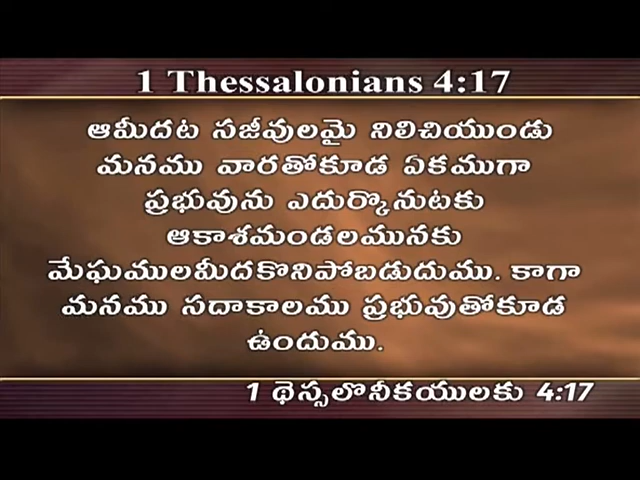 1 Thessalonians 4:17
ఆమీదట సజీవులమై నిలిచియుండు
మనము వారతోకూడ ఏకముగా
ప్రభువును ఎదుర్కొనుటకు
ఆకాశమండలమునకు
మేఘములమీదకొనిపోబడుదుము. కాగా
మనము సదాకాలము ప్రభువుతోకూడ
ఉందుము.
1 థెస్సలొనీకయులకు 4:17